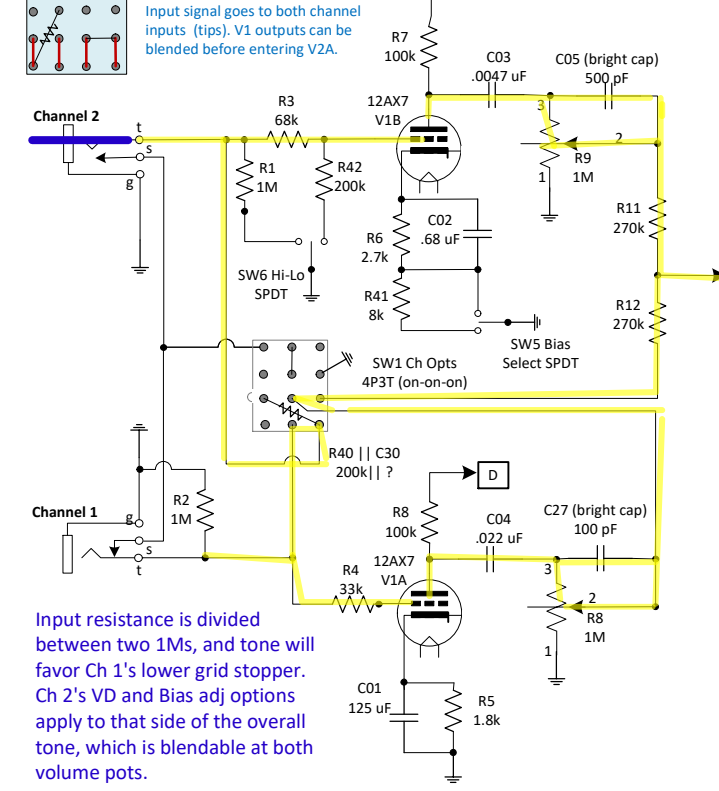 Input signal goes to both channel
inputs (tips). V1 outputs can be
blended before entering V2A.
R7
100k
C03
.0047 uF
C05 (bright cap)
500 pF
Channel 2
t
s
g
R3
68k
12AX7
V1B
3
2
1
R9
1M
R1
1M
R42
200k
R6
2.7k
C02
.68 uF
R11
270k
SW6 Hi-Lo
SPDT
R41
8k
R12
270k
SW5 Bias
Select SPDT
SW1 Ch Opts
4P3T (on-on-on)
R40 || C30
200k|| ?
D
Channel 1
g
s
t
R2
1M
R8
100k
C04
.022 uF
C27 (bright cap)
100 pF
R4
33k
12AX7
V1A
3
2
1
R8
1M
Input resistance is divided
between two 1Ms, and tone will
favor Ch 1's lower grid stopper.
Ch 2's VD and Bias adj options
apply to that side of the overall
tone, which is blendable at both
volume pots.
C01
125 uF
R5
1.8k